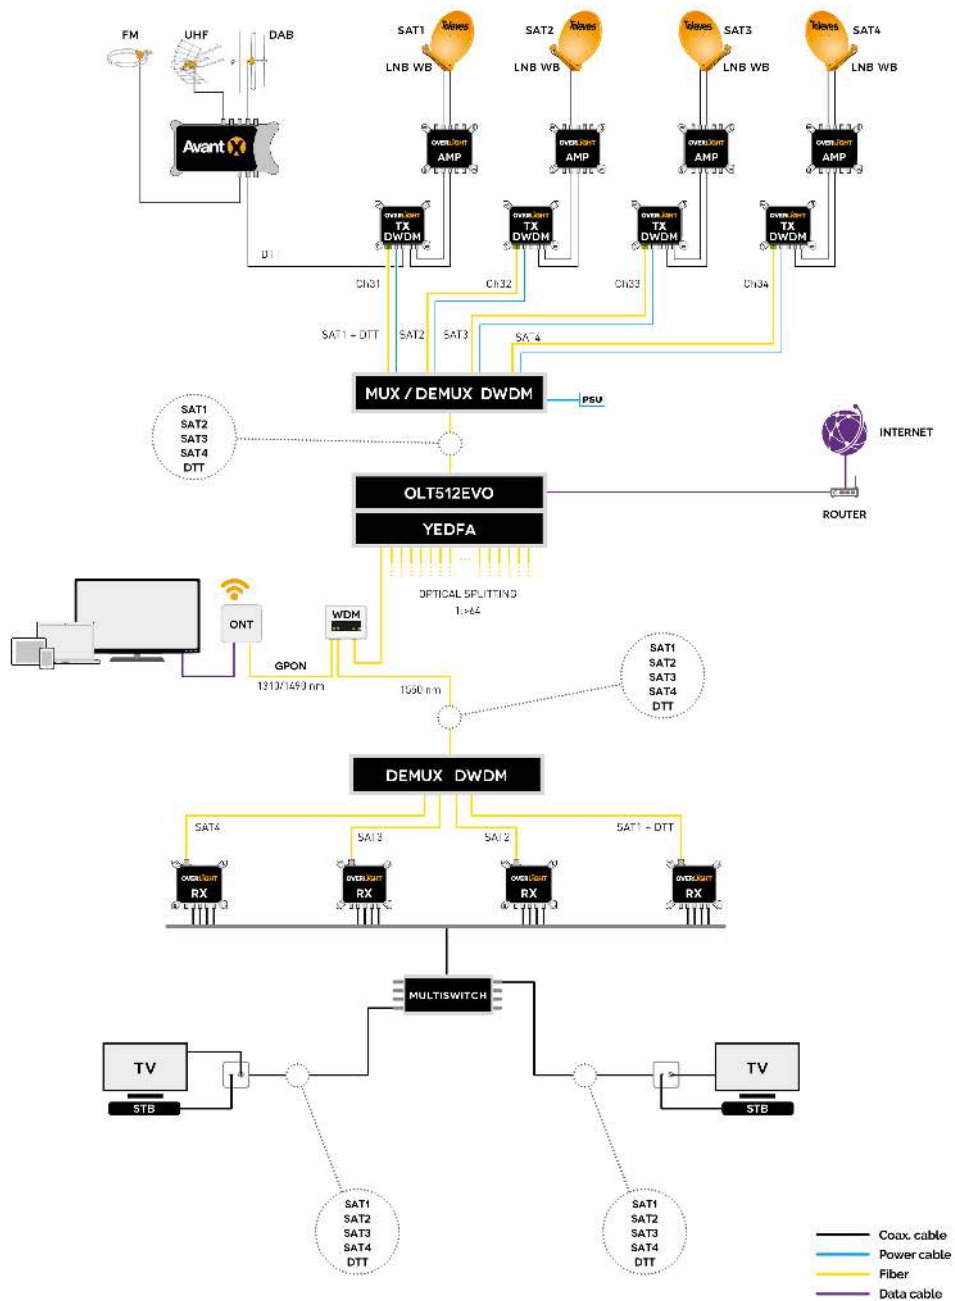 FM
UHF
DAB
SAT1
SAT2
SAT3
SAT4
Televes
Televes
Televes
Televes
LNB WB
LNB WB
LNB WB
LNB WB
Avant X
OVERLIGHT
AMP
OVERLIGHT
AMP
OVERLIGHT
AMP
OVERLIGHT
AMP
OVERLIGHT
TX
DWDM
OVERLIGHT
TX
DWDM
OVERLIGHT
TX
DWDM
OVERLIGHT
TX
DWDM
DTT
Ch31
Ch32
Ch33
Ch34
SAT1 + DTT
SAT2
SAT3
SAT4
MUX / DEMUX DWDM
PSU
SAT1
SAT2
SAT3
SAT4
DTT
INTERNET
OLT512EVO
ROUTER
YEDFA
OPTICAL SPLITTING
1:>64
ONT
WDM
GPON
1310/1490 nm
1550 nm
SAT1
SAT2
SAT3
SAT4
DTT
DEMUX DWDM
SAT4
SAT3
SAT2
SAT1 + DTT
OVERLIGHT
RX
OVERLIGHT
RX
OVERLIGHT
RX
OVERLIGHT
RX
MULTISWITCH
TV
STB
TV
STB
SAT1
SAT2
SAT3
SAT4
DTT
SAT1
SAT2
SAT3
SAT4
DTT
Coax. cable
Power cable
Fiber
Data cable